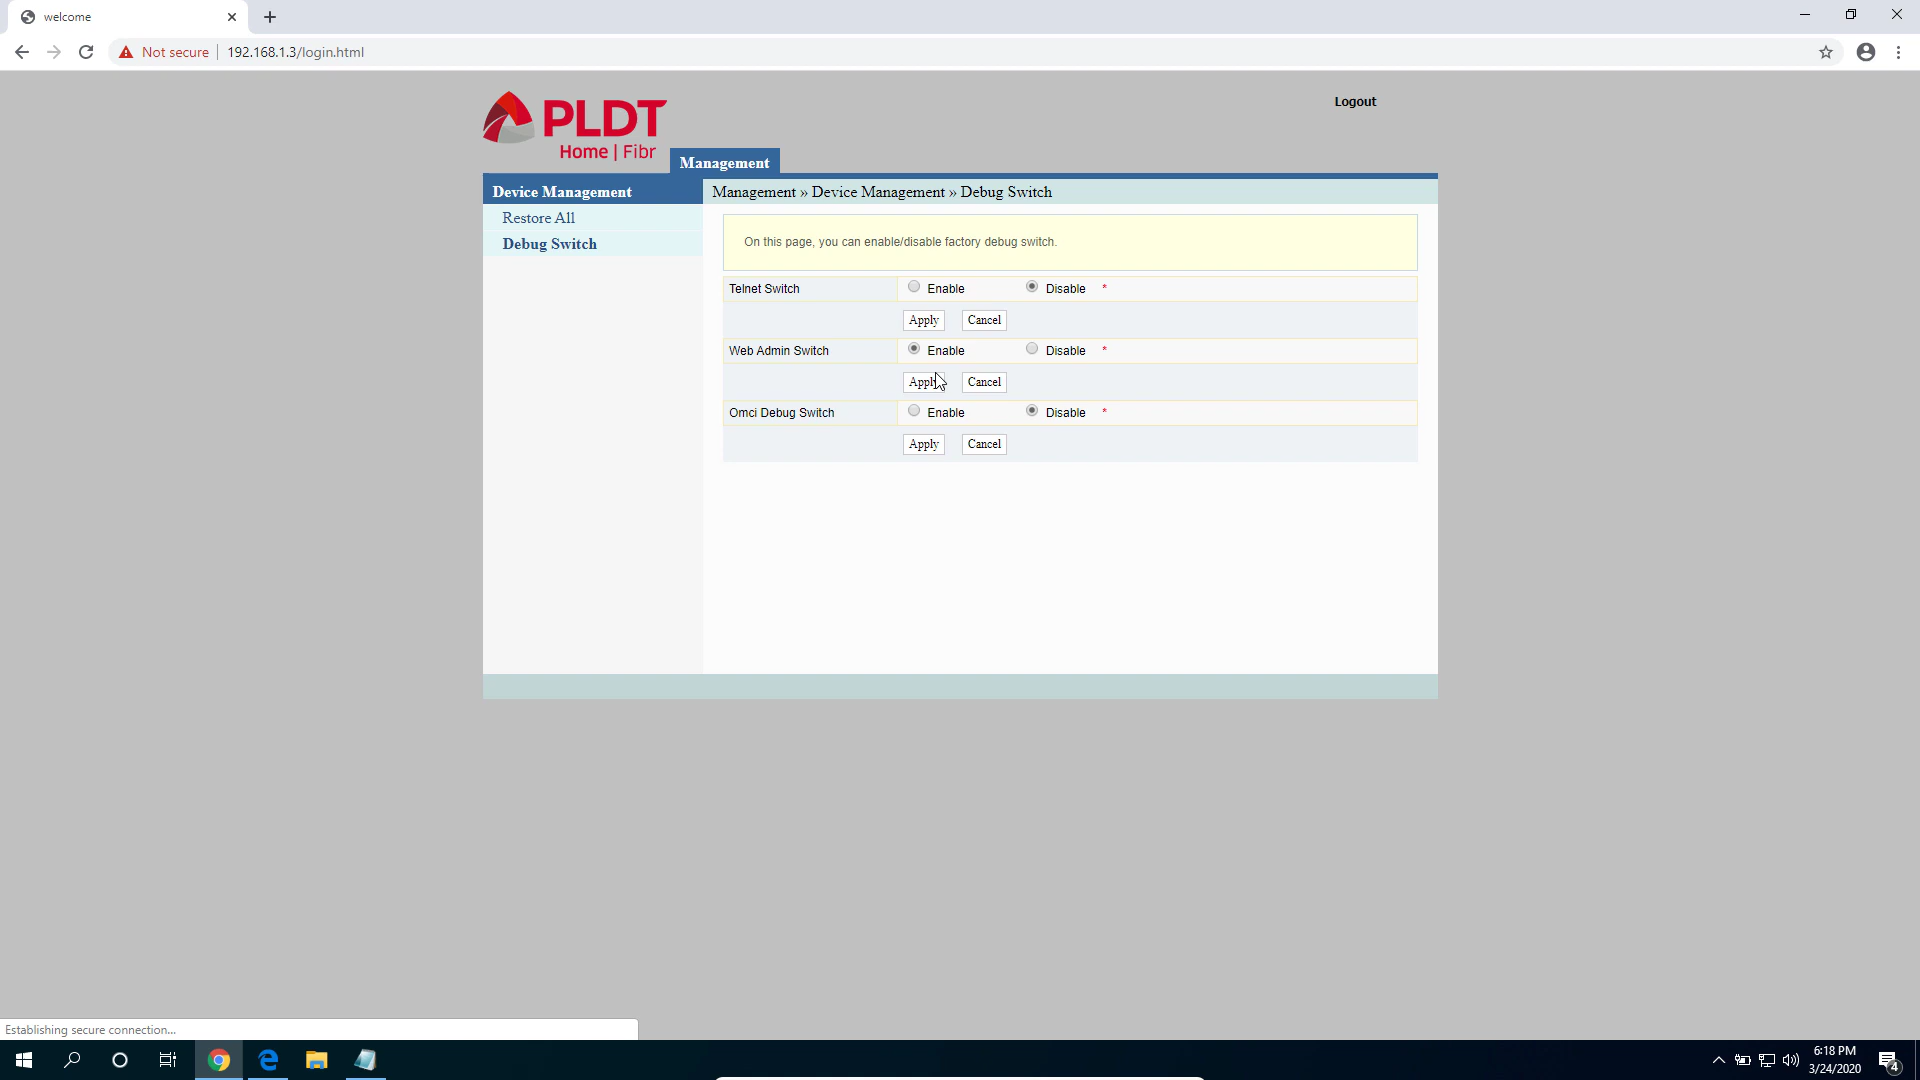 welcome
Not secure
192.168.1.3/login.html
PLDT
Home | Fibr
Logout
Management
Device Management
Management » Device Management » Debug Switch
Restore All
Debug Switch
On this page, you can enable/disable factory debug switch.
Telnet Switch Enable Disable *
Apply Cancel
Web Admin Switch Enable Disable *
Apply Cancel
Omci Debug Switch Enable Disable *
Apply Cancel
Establishing secure connection...
6:18 PM
3/24/2020
4